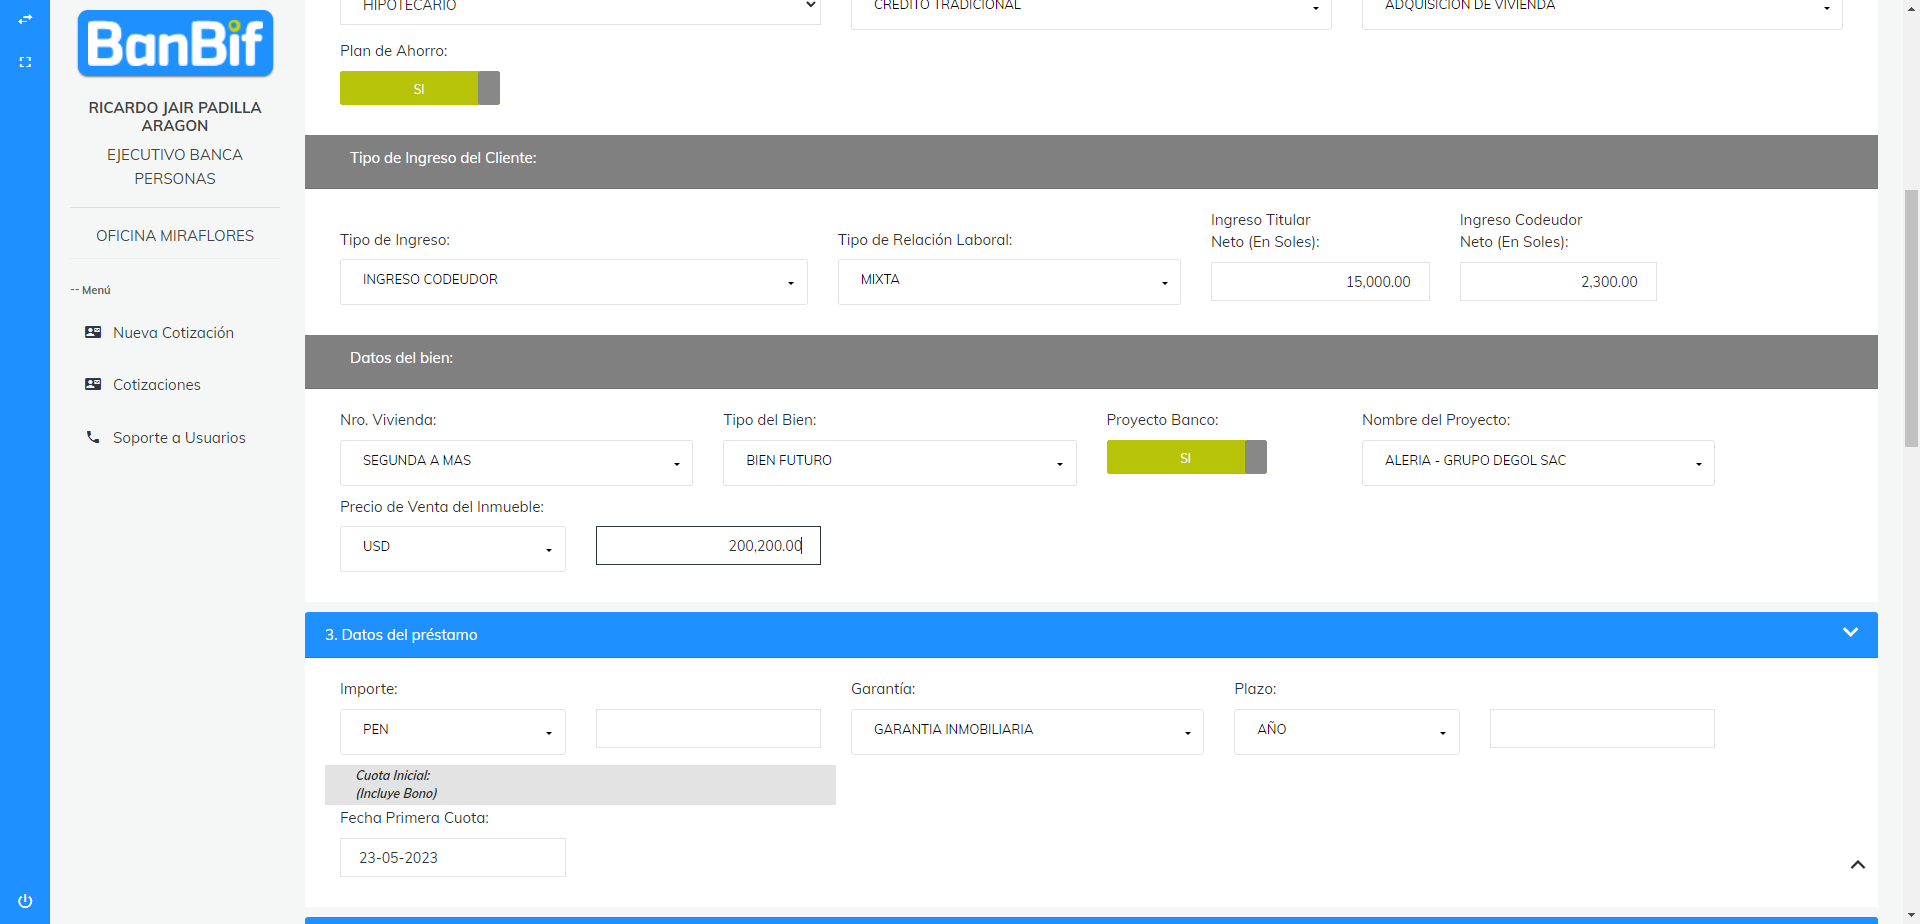 BanBif
RICARDO JAIR PADILLA
ARAGON
EJECUTIVO BANCA
PERSONAS
OFICINA MIRAFLORES
-- Menú
Nueva Cotización
Cotizaciones
Soporte a Usuarios
HIPOTECARIO
CREDITO TRADICIONAL
ADQUISICION DE VIVIENDA
Plan de Ahorro:
SI
Tipo de Ingreso del Cliente:
Tipo de Ingreso:
INGRESO CODEUDOR
Tipo de Relación Laboral:
MIXTA
Ingreso Titular
Neto (En Soles):
15,000.00
Ingreso Codeudor
Neto (En Soles):
2,300.00
Datos del bien:
Nro. Vivienda:
SEGUNDA A MAS
Tipo del Bien:
BIEN FUTURO
Proyecto Banco:
SI
Nombre del Proyecto:
ALERIA - GRUPO DEGOL SAC
Precio de Venta del Inmueble:
USD
200,200.00
3. Datos del préstamo
Importe:
PEN
Garantía:
GARANTIA INMOBILIARIA
Plazo:
AÑO
Cuota Inicial:
(Incluye Bono)
Fecha Primera Cuota:
23-05-2023